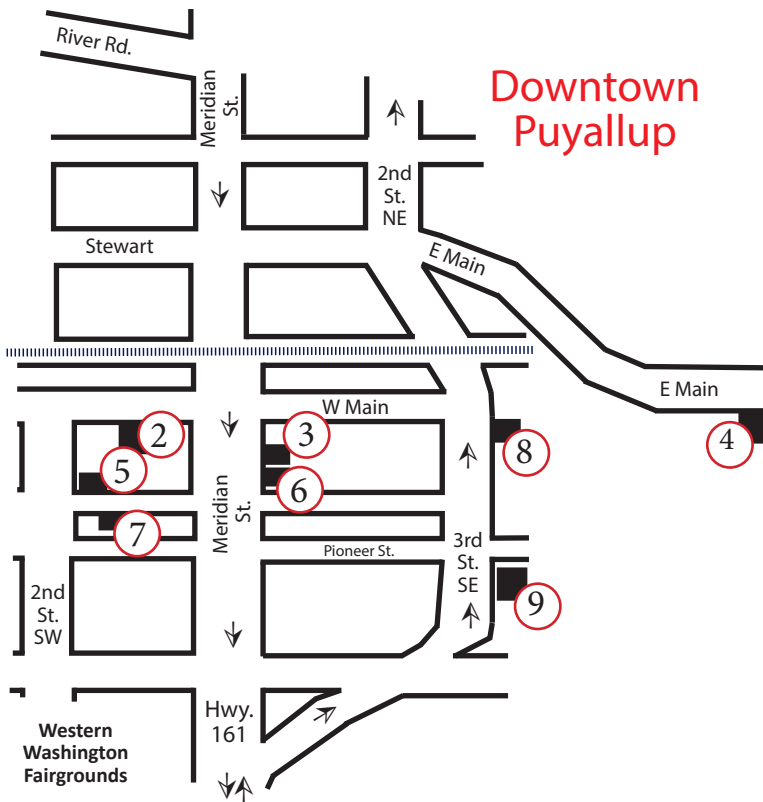 River Rd.
Meridian
St.
Downtown
Puyallup
2nd
St.
NE
Stewart
E Main
E Main
W Main
2
3
4
5
6
7
8
9
Meridian
St.
Pioneer St.
3rd
St.
SE
2nd
St.
SW
Hwy.
161
Western
Washington
Fairgrounds